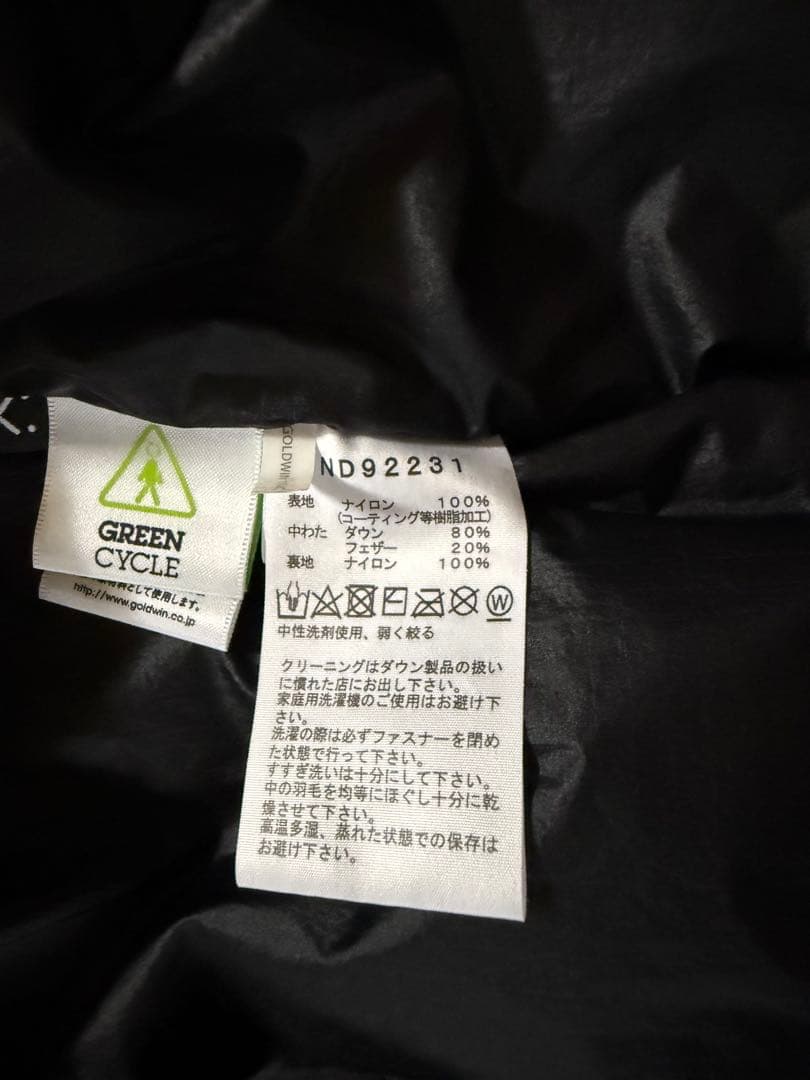 GREEN
CYCLE
として使用します。
http://www.goldwin.co.jp
GOLDWIN
ND92231
表地 ナイロン 100%
(コーティング等樹脂加工)
中わた ダウン 80%
フェザー 20%
裏地 ナイロン 100%
W
中性洗剤使用、弱く絞る
クリーニングはダウン製品の扱い
に慣れた店にお出し下さい。
家庭用洗濯機のご使用はお避け下
さい。
洗濯の際は必ずファスナーを閉め
た状態で行って下さい。
すすぎ洗いは十分にして下さい。
中の羽毛を均等にほぐし十分に乾
燥させて下さい。
高温多湿、蒸れた状態での保存は
お避け下さい。